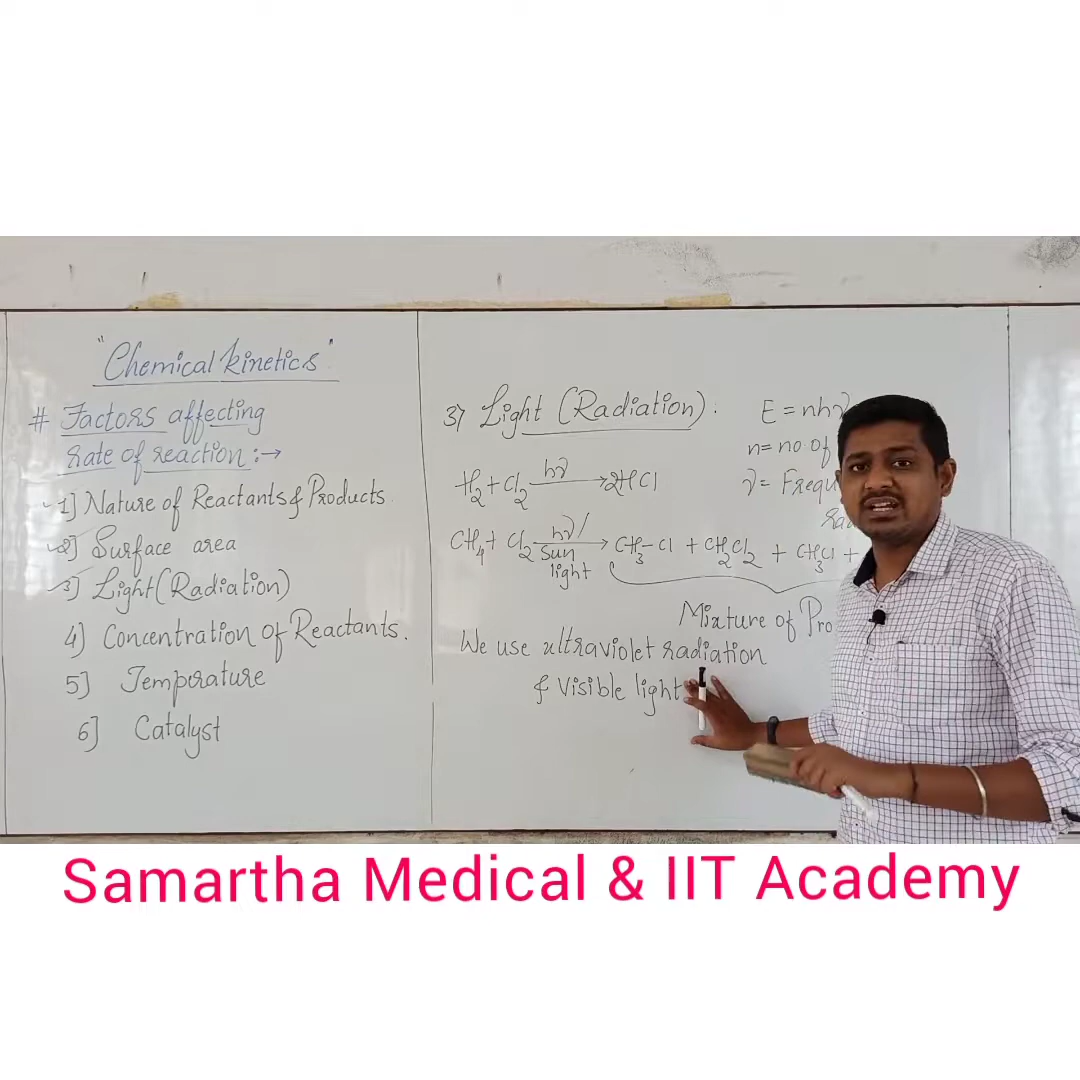 "Chemical kinetics"
# Factors affecting
rate of reaction :→
1] Nature of Reactants & Products.
2] Surface area
3] Light (Radiation)
4] Concentration of Reactants.
5] Temperature
6] Catalyst
3) Light (Radiation) :
E = nhν
n = no. of
ν = Frequ
H₂ + Cl₂ hν → 2HCl
CH₄ + Cl₂ hν/ Sun light → CH₃-Cl + CH₂Cl₂ + CH₃Cl +
Mixture of Pro
We use ultraviolet radiation
& visible light
Samartha Medical & IIT Academy